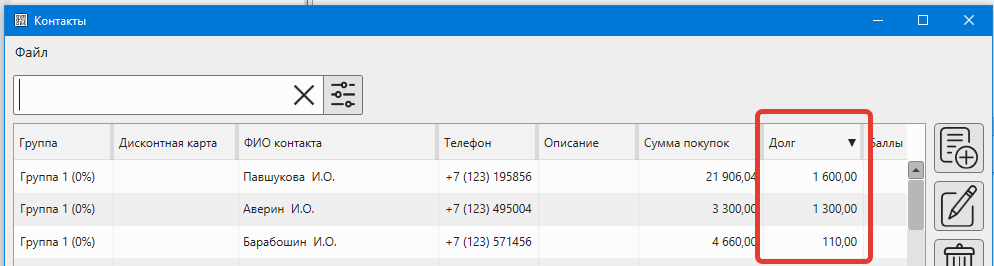 Контакты
Файл
Группа Дисконтная карта ФИО контакта Телефон Описание Сумма покупок Долг ▼ Баллы
Группа 1 (0%) Павшукова И.О. +7 (123) 195856 21 906,04 1 600,00
Группа 1 (0%) Аверин И.О. +7 (123) 495004 3 300,00 1 300,00
Группа 1 (0%) Барабошин И.О. +7 (123) 571456 4 660,00 110,00